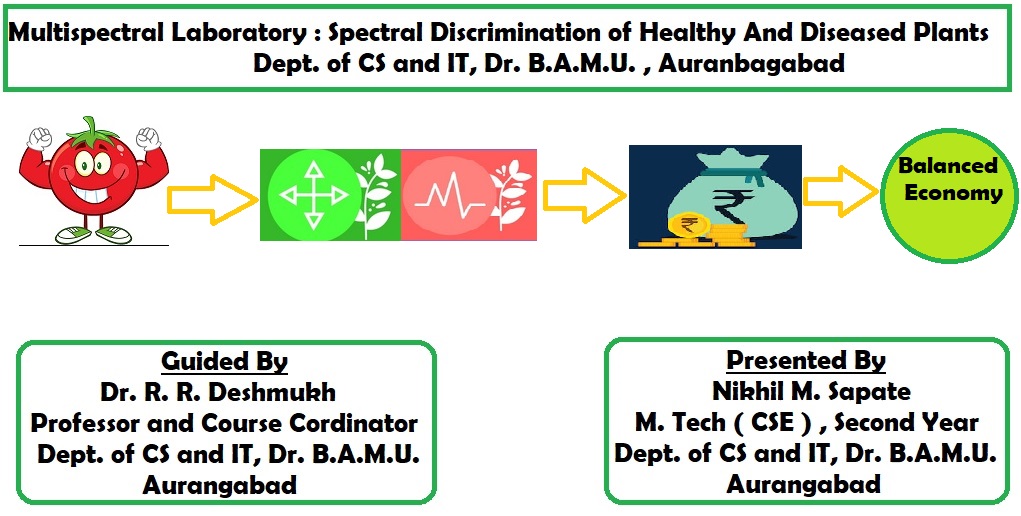 Multispectral Laboratory : Spectral Discrimination of Healthy And Diseased Plants
Dept. of CS and IT, Dr. B.A.M.U. , Auranbagabad
₹
₹
Balanced
Economy
Guided By
Dr. R. R. Deshmukh
Professor and Course Cordinator
Dept. of CS and IT, Dr. B.A.M.U.
Aurangabad
Presented By
Nikhil M. Sapate
M. Tech ( CSE ) , Second Year
Dept. of CS and IT, Dr. B.A.M.U.
Aurangabad